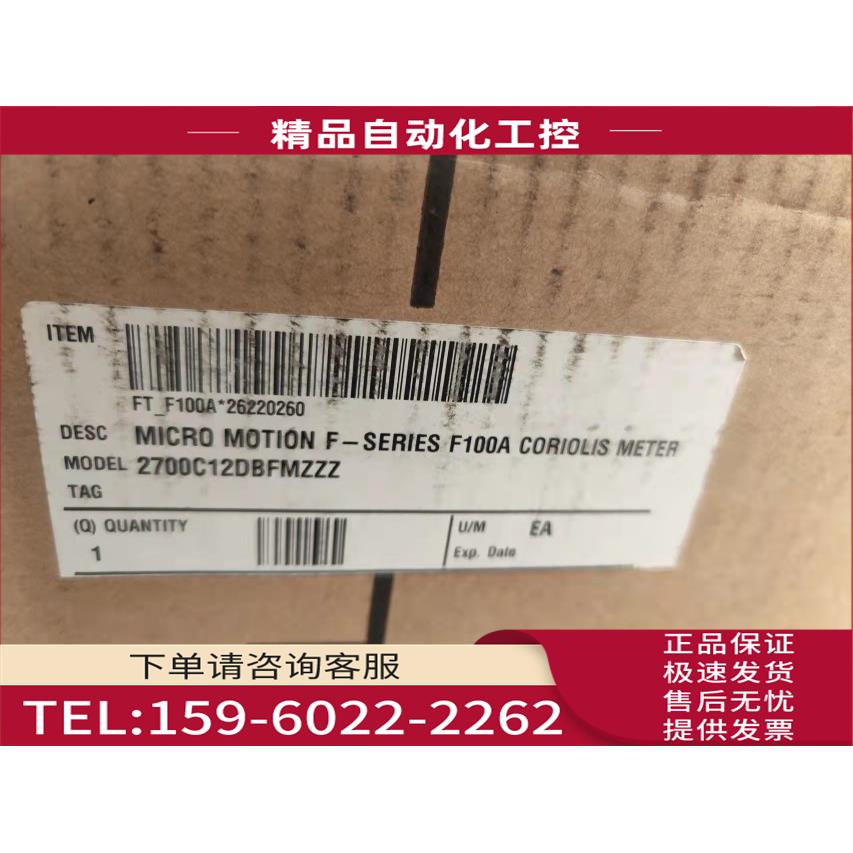 精品自动化工控
ITEM
FT_F100A*26220260
DESC MICRO MOTION F-SERIES F100A CORIOLIS METER
MODEL 2700C12DBFMZZZ
TAG
(Q) QUANTITY
1
U/M EA
Exp. Date
下单请咨询客服
TEL:159-6022-2262
正品保证
极速发货
售后无忧
提供发票